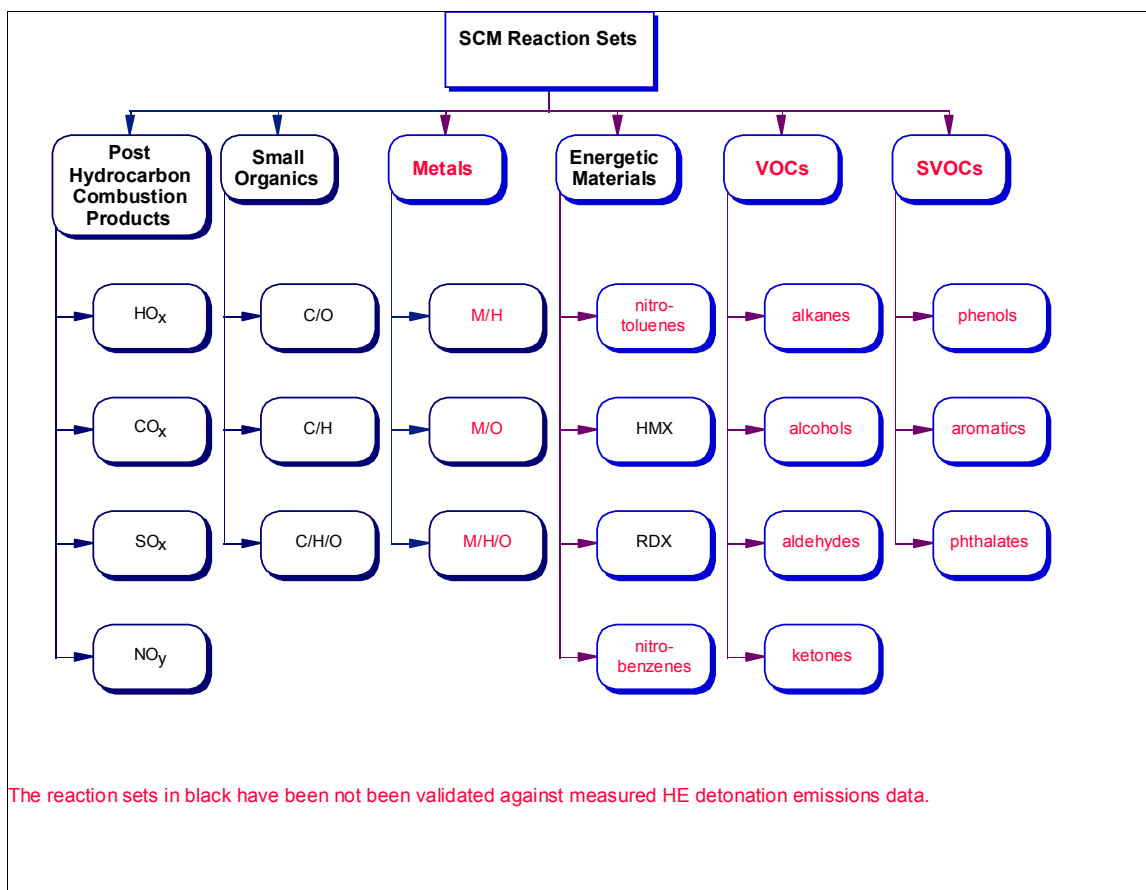 SCM Reaction Sets
Post
Hydrocarbon
Combustion
Products
Small
Organics
Metals
Energetic
Materials
VOCs
SVOCs
HOx
C/O
M/H
nitro-
toluenes
alkanes
phenols
COx
C/H
M/O
HMX
alcohols
aromatics
SOx
C/H/O
M/H/O
RDX
aldehydes
phthalates
NOy
nitro-
benzenes
ketones
The reaction sets in black have been not been validated against measured HE detonation emissions data.